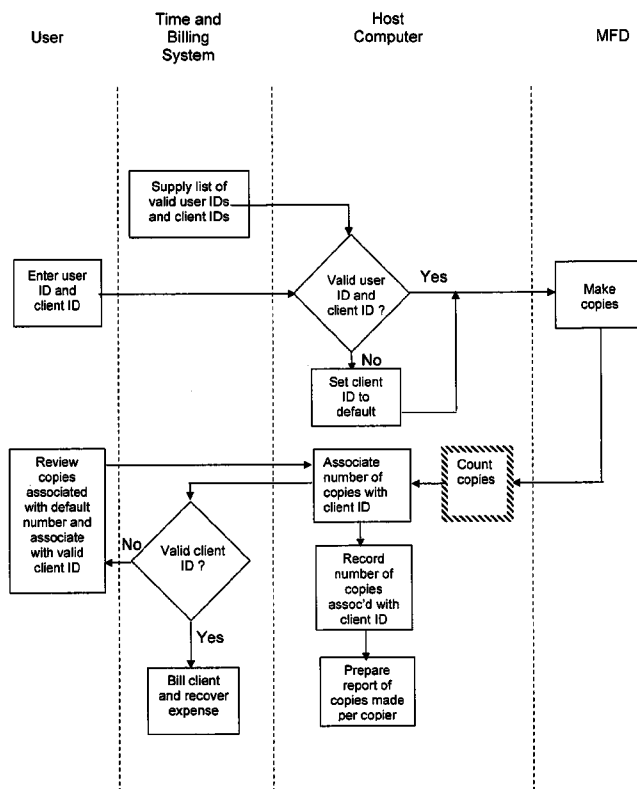 User
Time and
Billing
System
Host
Computer
MFD
Supply list of
valid user IDs
and client IDs
Enter user
ID and
client ID
Valid user
ID and
client ID ?
Yes
Make
copies
No
Set client
ID to
default
Review
copies
associated
with default
number and
associate
with valid
client ID
Associate
number of
copies with
client ID
Count
copies
No
Valid client
ID ?
Record
number of
copies
assoc'd with
client ID
Yes
Bill client
and recover
expense
Prepare
report of
copies made
per copier